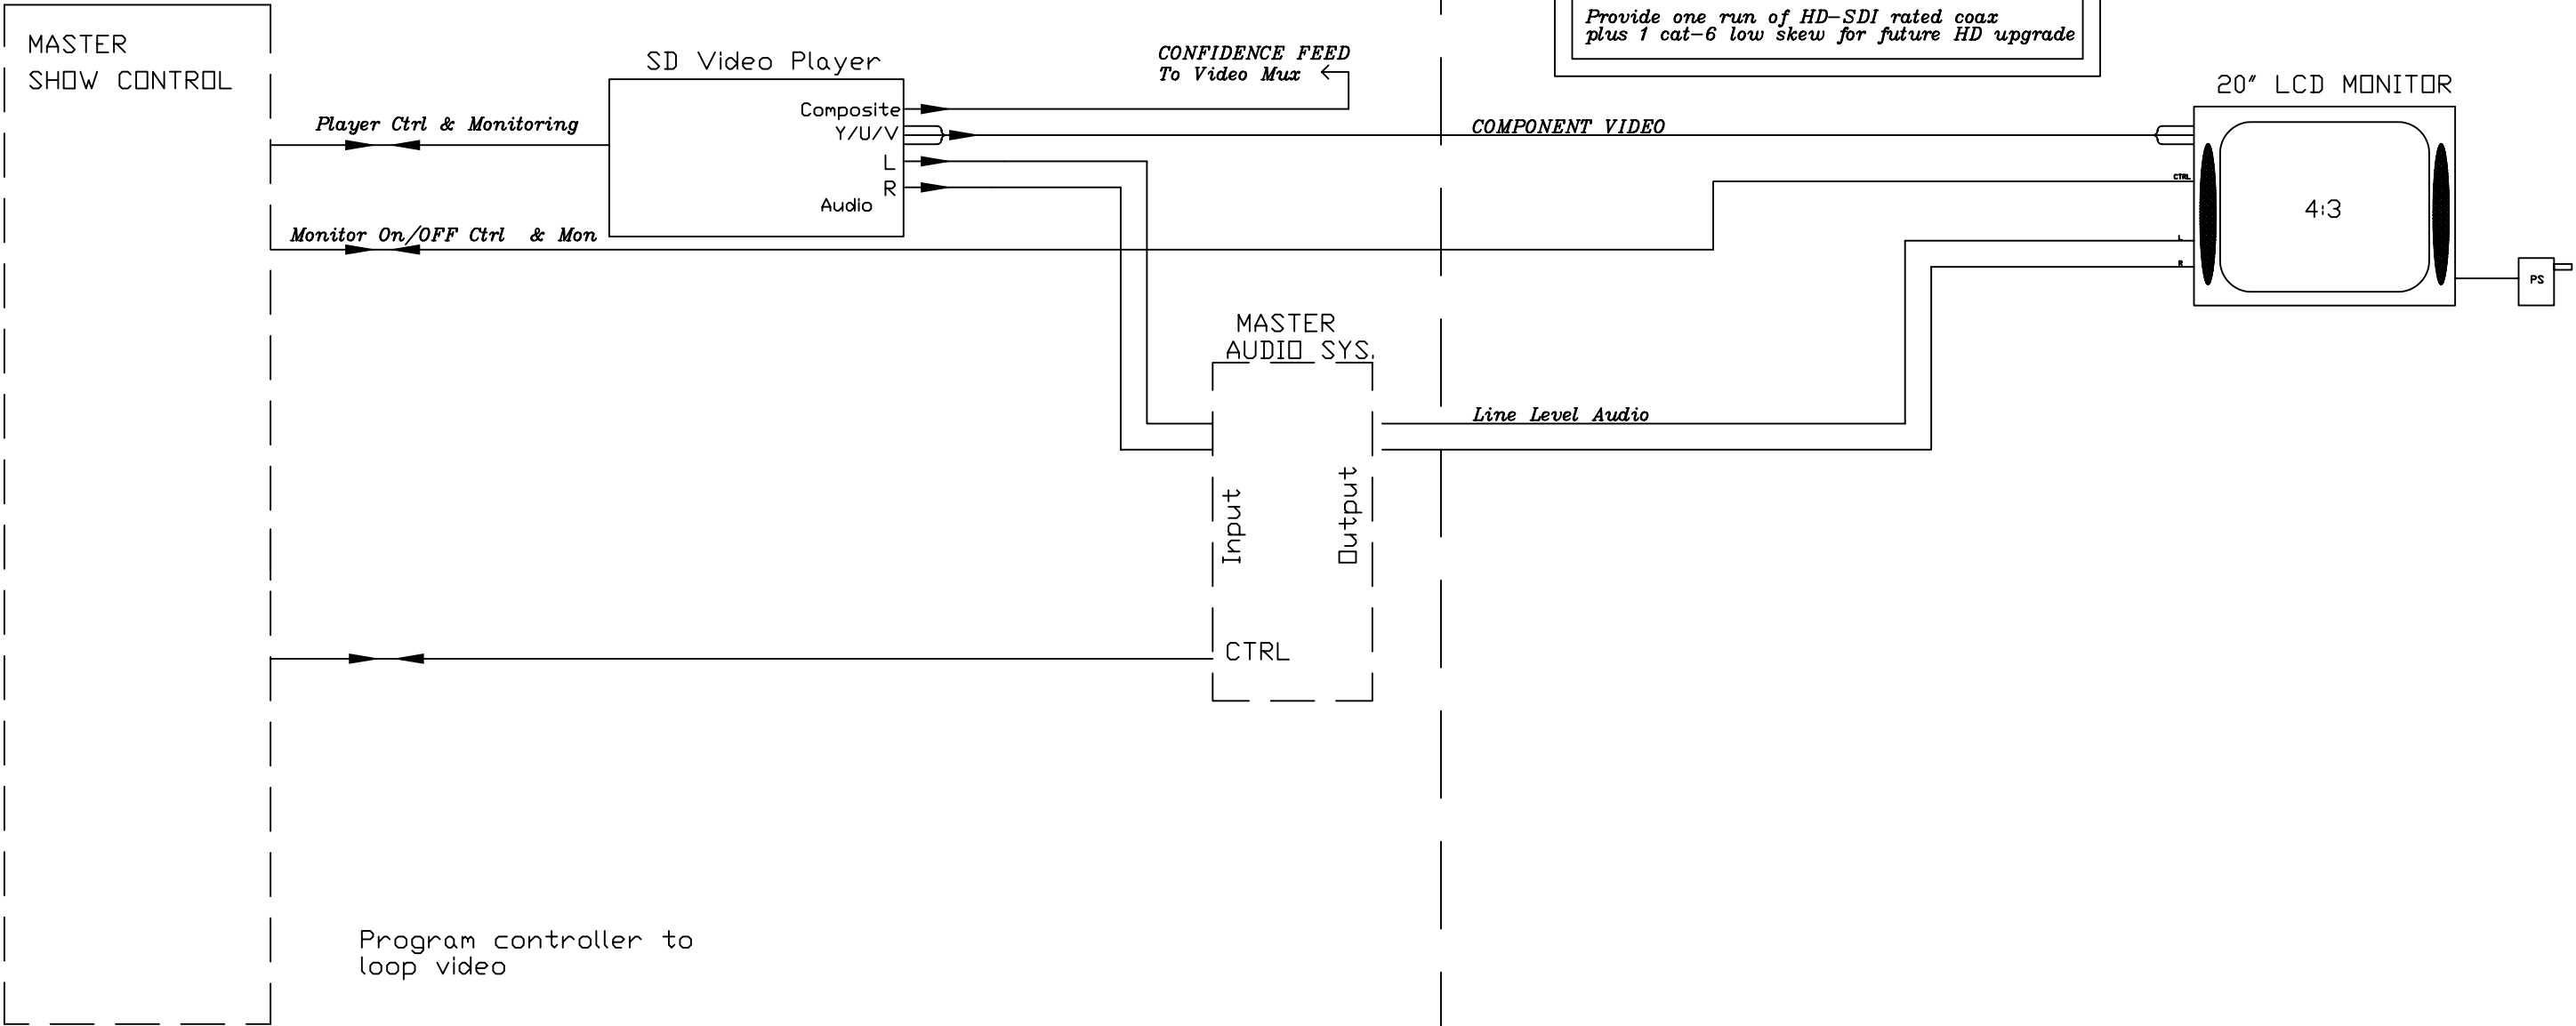 MASTER
SHOW CONTROL
Player Ctrl & Monitoring
Monitor On/OFF Ctrl & Mon
SD Video Player
Composite
Y/U/V
L
R
Audio
CONFIDENCE FEED
To Video Mux
Provide one run of HD-SDI rated coax
plus 1 cat-6 low skew for future HD upgrade
COMPONENT VIDEO
20" LCD MONITOR
CTRL
4:3
L
R
PS
MASTER
AUDIO SYS.
Line Level Audio
Input
Output
CTRL
Program controller to
loop video